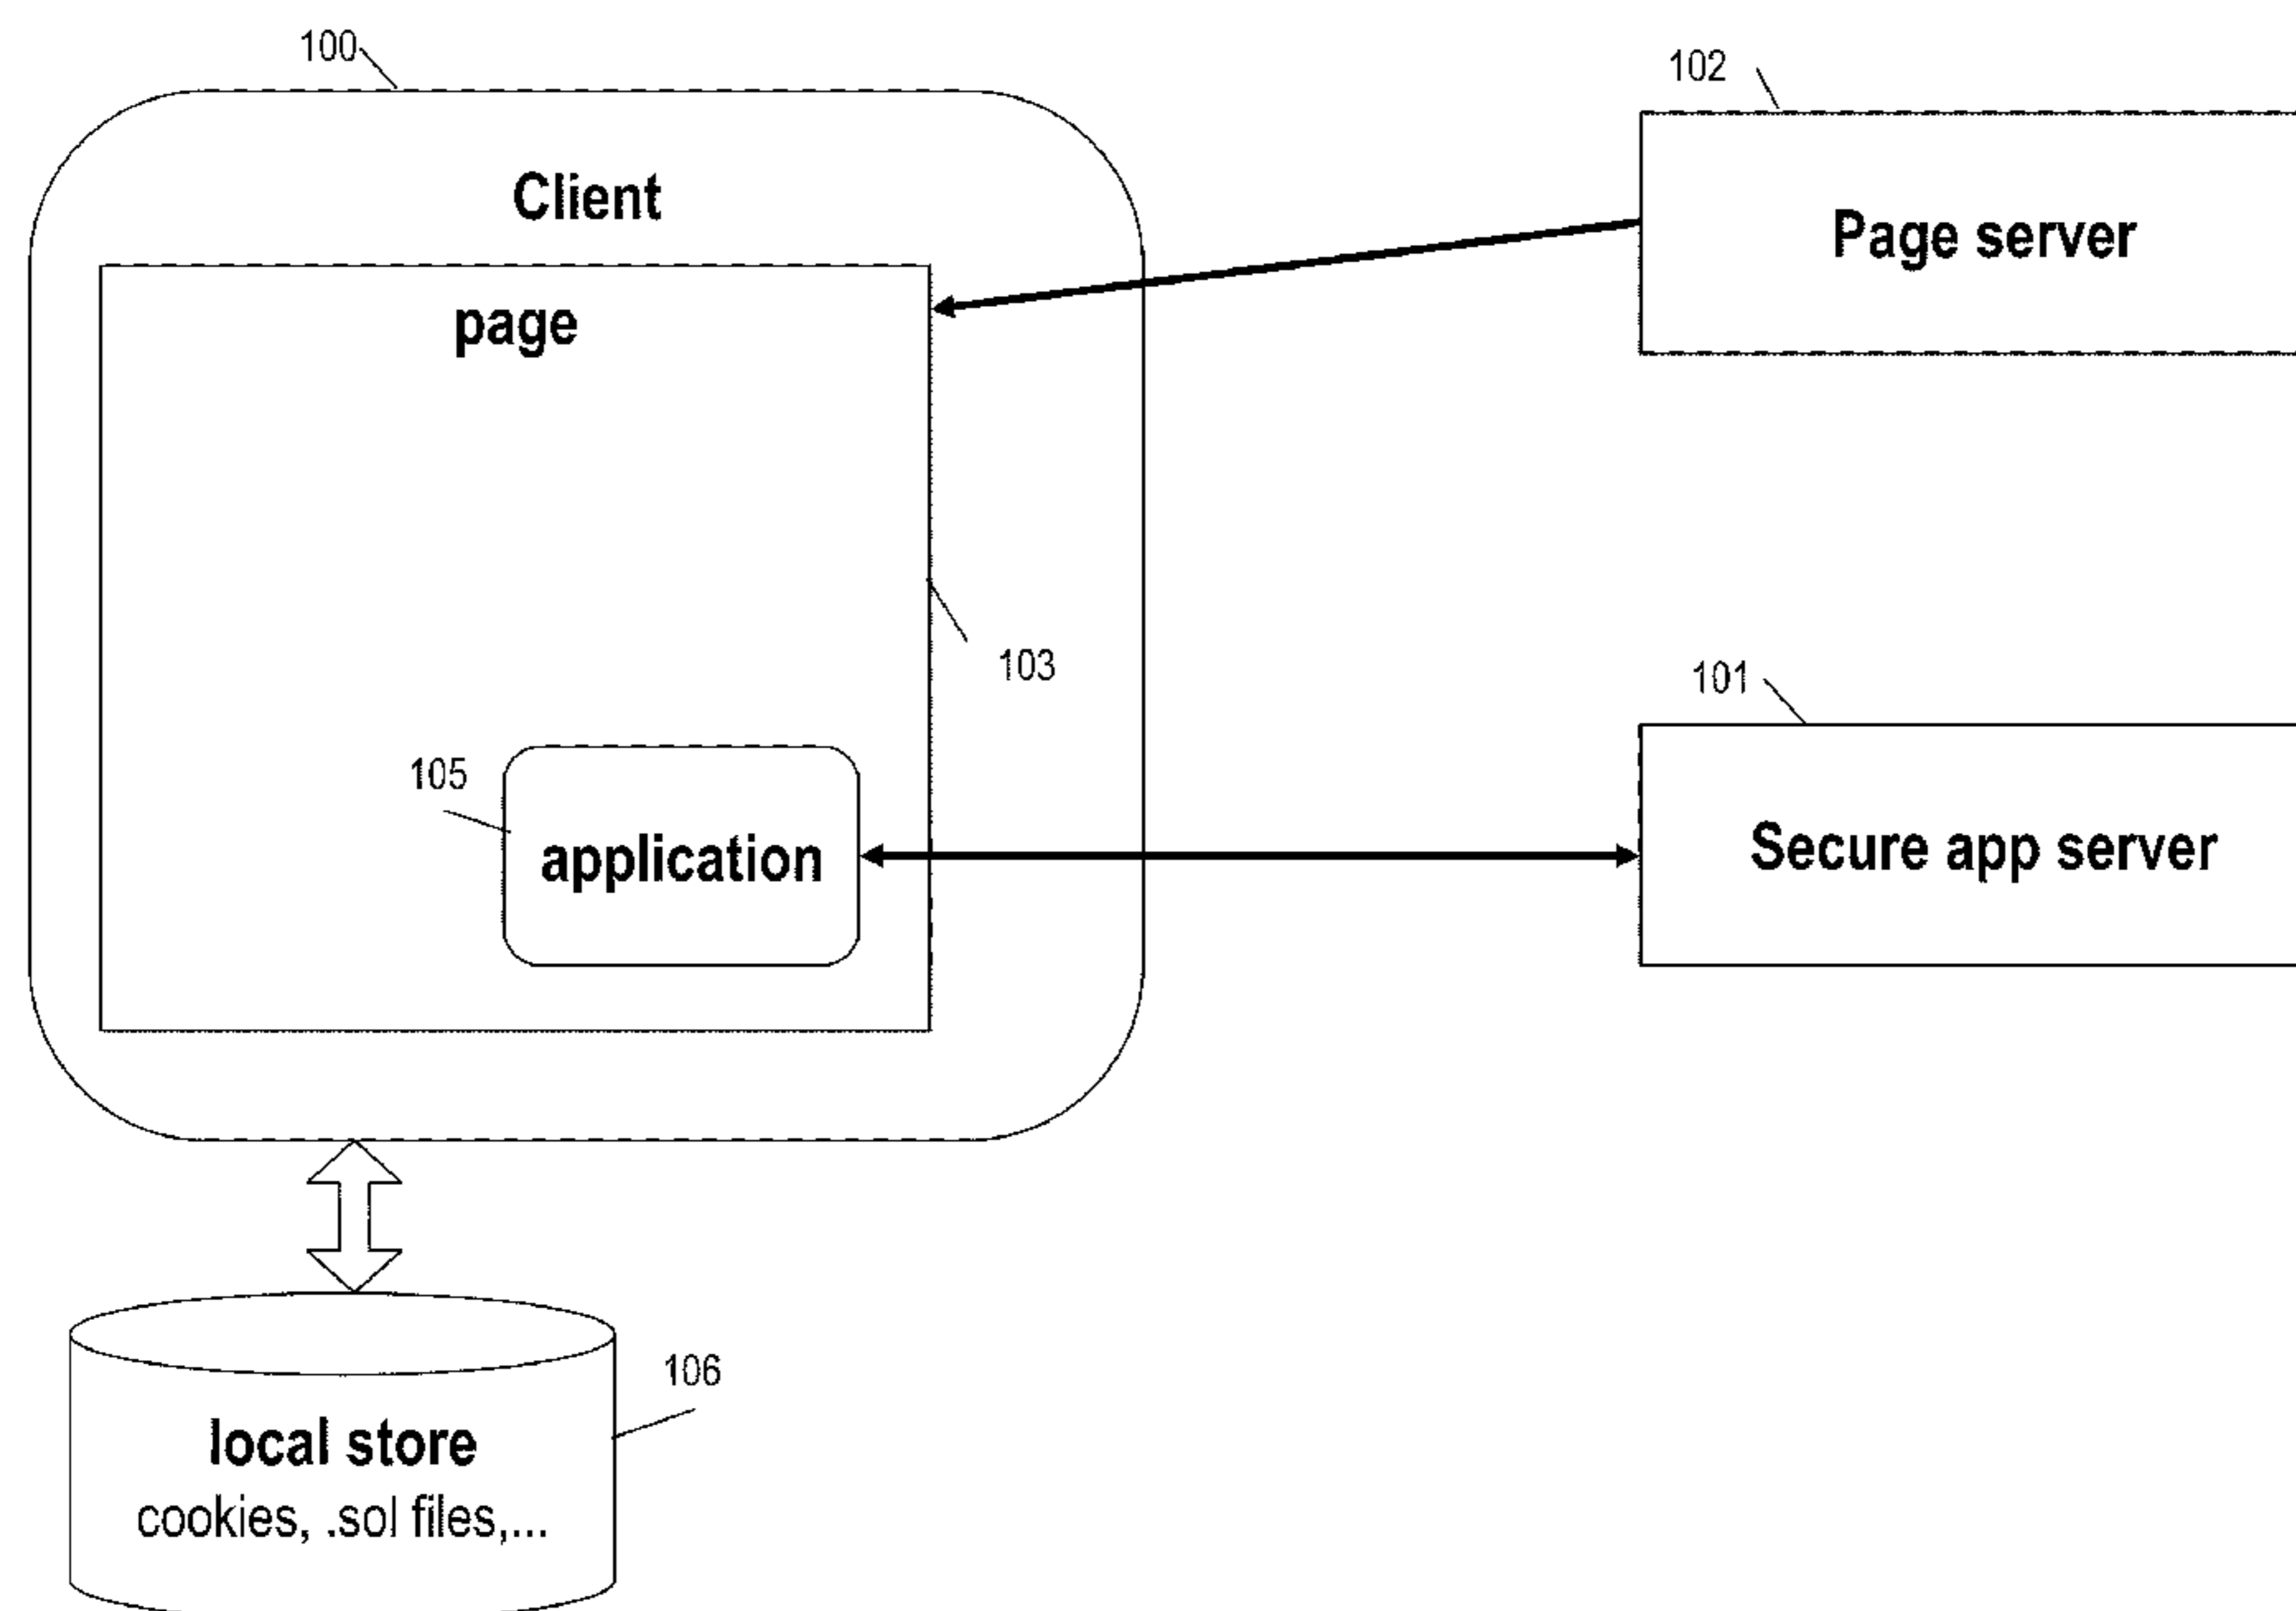 100
102
Client
Page server
page
103
101
105
application
Secure app server
106
local store
cookies, .sol files,...